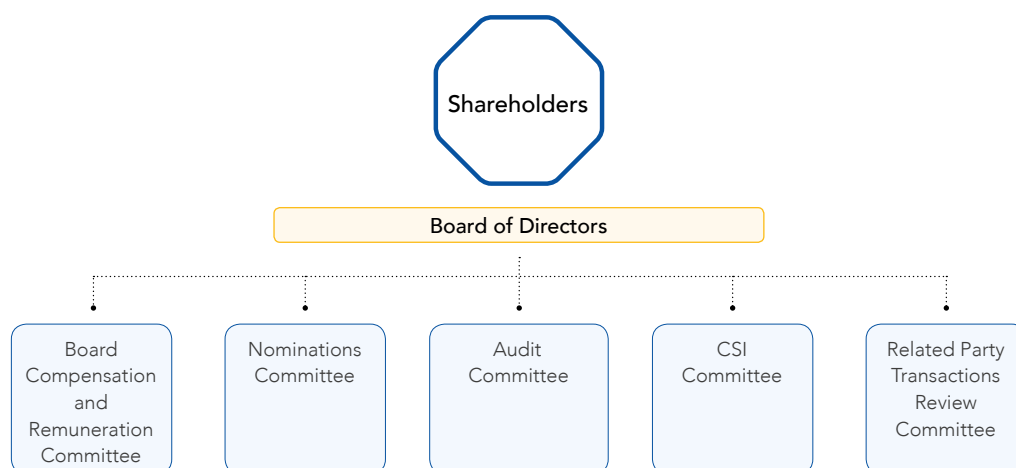 Shareholders
Board of Directors
Board
Compensation
and
Remuneration
Committee
Nominations
Committee
Audit
Committee
CSI
Committee
Related Party
Transactions
Review
Committee